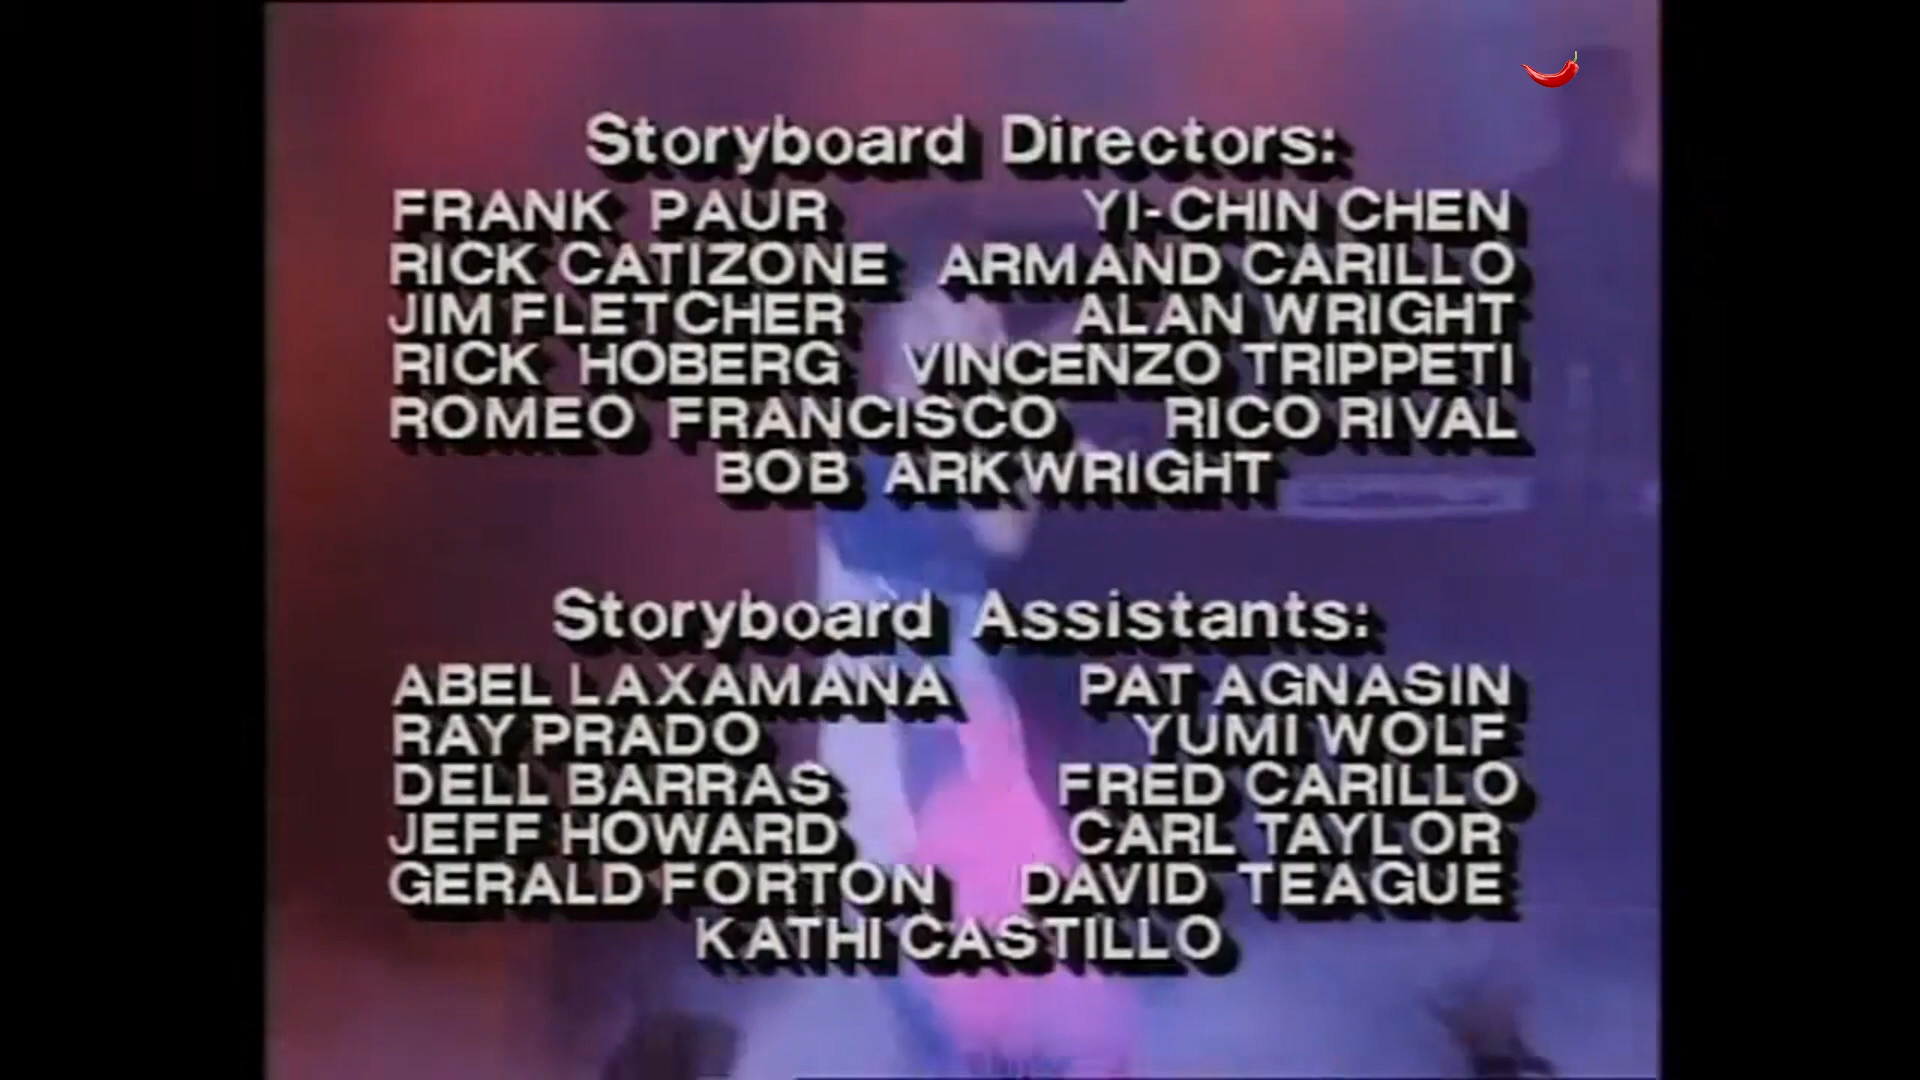 Storyboard Directors:
FRANK PAUR YI-CHIN CHEN
RICK CATIZONE ARMAND CARILLO
JIM FLETCHER ALAN WRIGHT
RICK HOBERG VINCENZO TRIPPETI
ROMEO FRANCISCO RICO RIVAL
BOB ARKWRIGHT
Storyboard Assistants:
ABEL LAXAMANA PAT AGNASIN
RAY PRADO YUMI WOLF
DELL BARRAS FRED CARILLO
JEFF HOWARD CARL TAYLOR
GERALD FORTON DAVID TEAGUE
KATHI CASTILLO